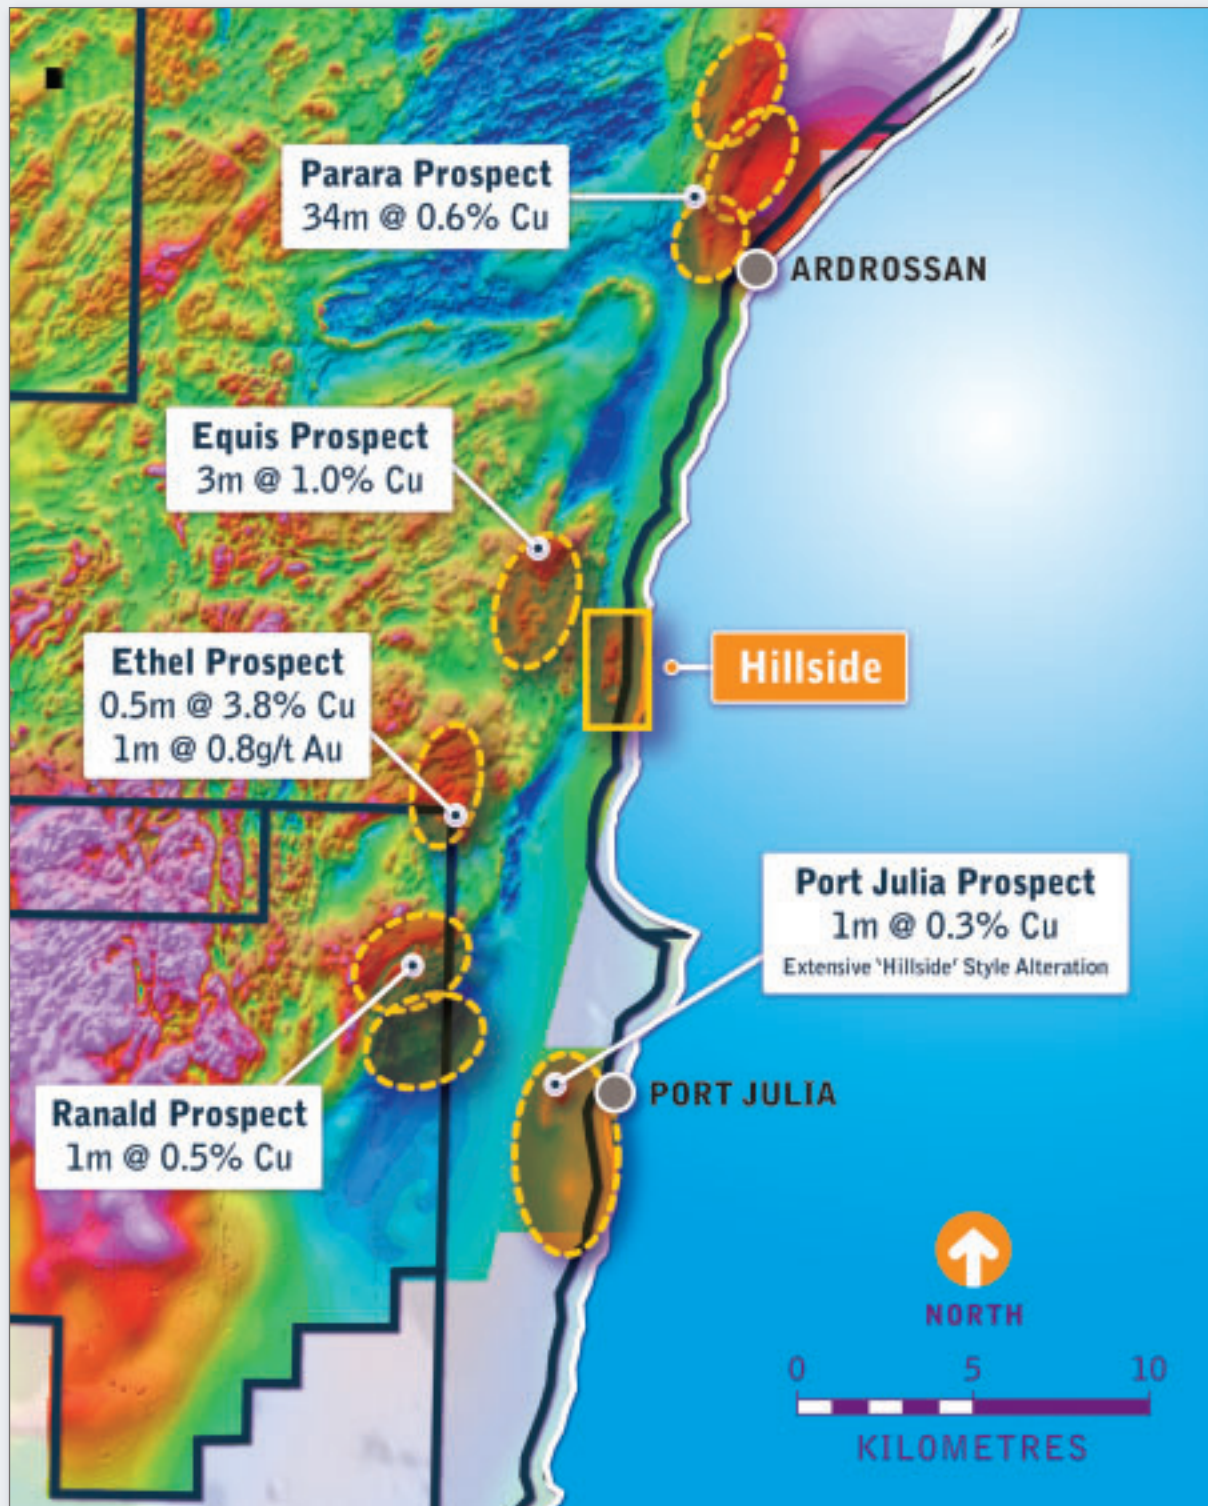 Parara Prospect
34m @ 0.6% Cu
ARDROSSAN
Equis Prospect
3m @ 1.0% Cu
Ethel Prospect
0.5m @ 3.8% Cu
1m @ 0.8g/t Au
Hillside
Port Julia Prospect
1m @ 0.3% Cu
Extensive ‘Hillside’ Style Alteration
PORT JULIA
Ranald Prospect
1m @ 0.5% Cu
NORTH
0 5 10
KILOMETRES